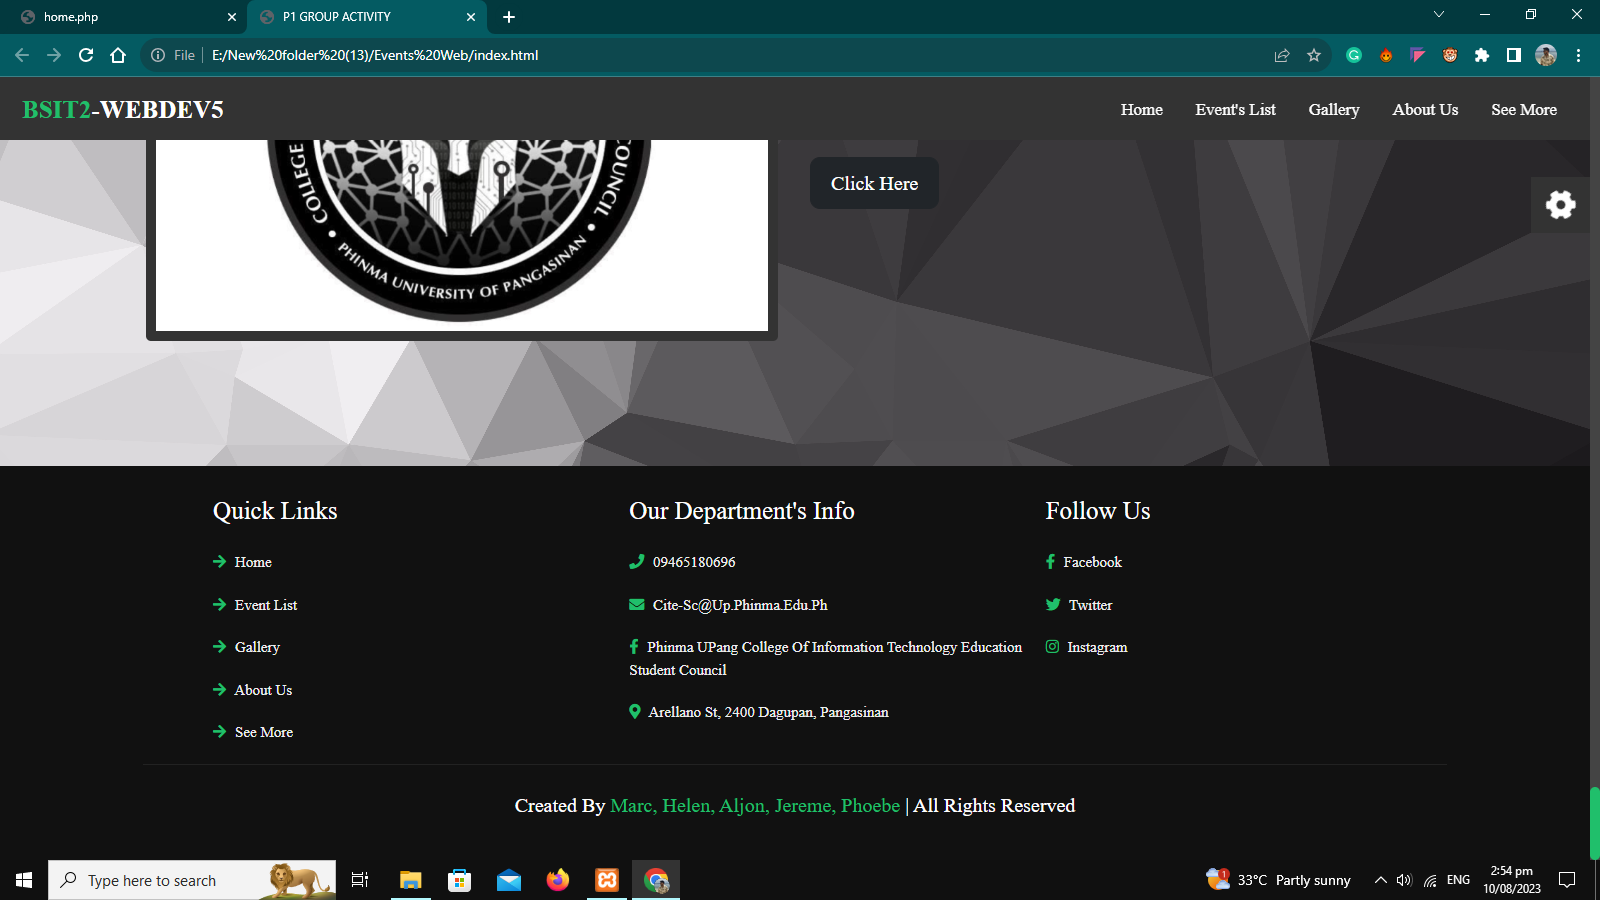 home.php
P1 GROUP ACTIVITY
File
E:/New%20folder%20(13)/Events%20Web/index.html
BSIT2-WEBDEV5
Home
Event's List
Gallery
About Us
See More
COLLEGE
COUNCIL
PHINMA UNIVERSITY OF PANGASINAN
Click Here
Quick Links
Home
Event List
Gallery
About Us
See More
Our Department's Info
09465180696
Cite-Sc@Up.Phinma.Edu.Ph
Phinma UPang College Of Information Technology Education
Student Council
Arellano St, 2400 Dagupan, Pangasinan
Follow Us
Facebook
Twitter
Instagram
Created By Marc, Helen, Aljon, Jereme, Phoebe | All Rights Reserved
Type here to search
1
33°C Partly sunny
ENG
2:54 pm
10/08/2023